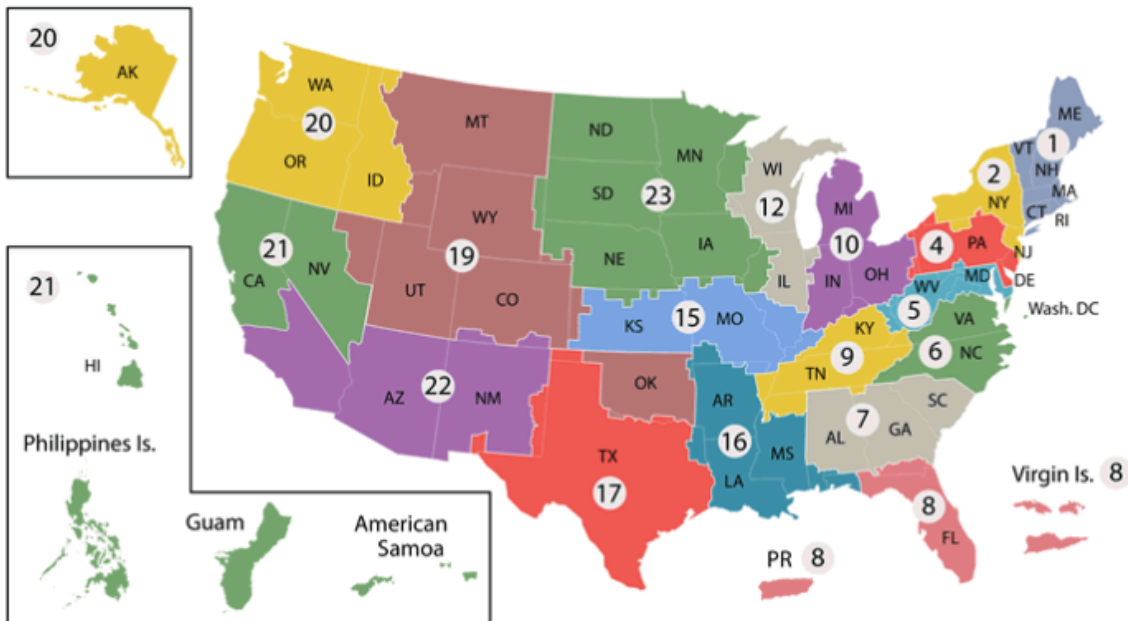 20
AK
WA
20
OR
ID
MT
WY
19
UT
CO
ND
MN
SD
23
NE
IA
WI
12
IL
MI
10
IN
OH
ME
1
VT
NH
MA
CT
RI
2
NY
4
PA
NJ
DE
MD
WV
5
Wash. DC
VA
6
NC
KY
9
TN
KS
15
MO
21
CA
NV
AZ
22
NM
OK
TX
17
AR
16
MS
LA
SC
7
AL
GA
8
FL
21
HI
Philippines Is.
Guam
American
Samoa
Virgin Is. 8
PR 8